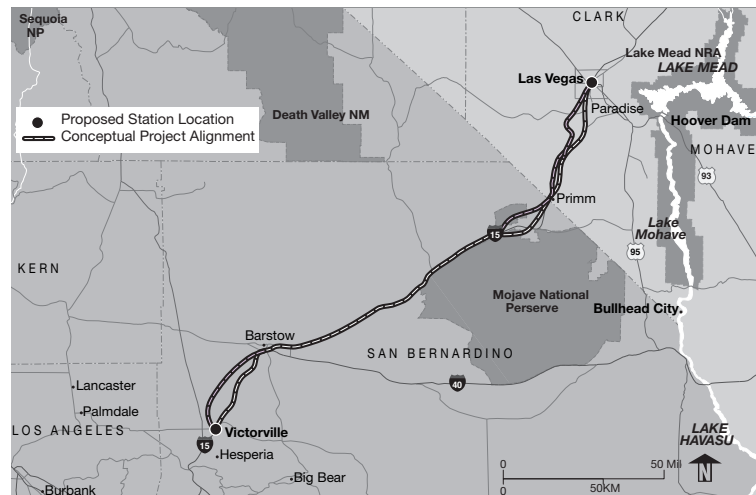 Sequoia
NP
CLARK
Lake Mead NRA
LAKE MEAD
Las Vegas
Death Valley NM
Paradise
Hoover Dam
Proposed Station Location
Conceptual Project Alignment
MOHAVE
93
Primm
Lake
Mohave
15
95
KERN
Mojave National
Perserve
Bullhead City
Barstow
SAN BERNARDINO
40
Lancaster
Palmdale
LOS ANGELES
Victorville
15
Hesperia
LAKE
HAVASU
N
Big Bear
Burbank
0
50 Mil
0
50KM